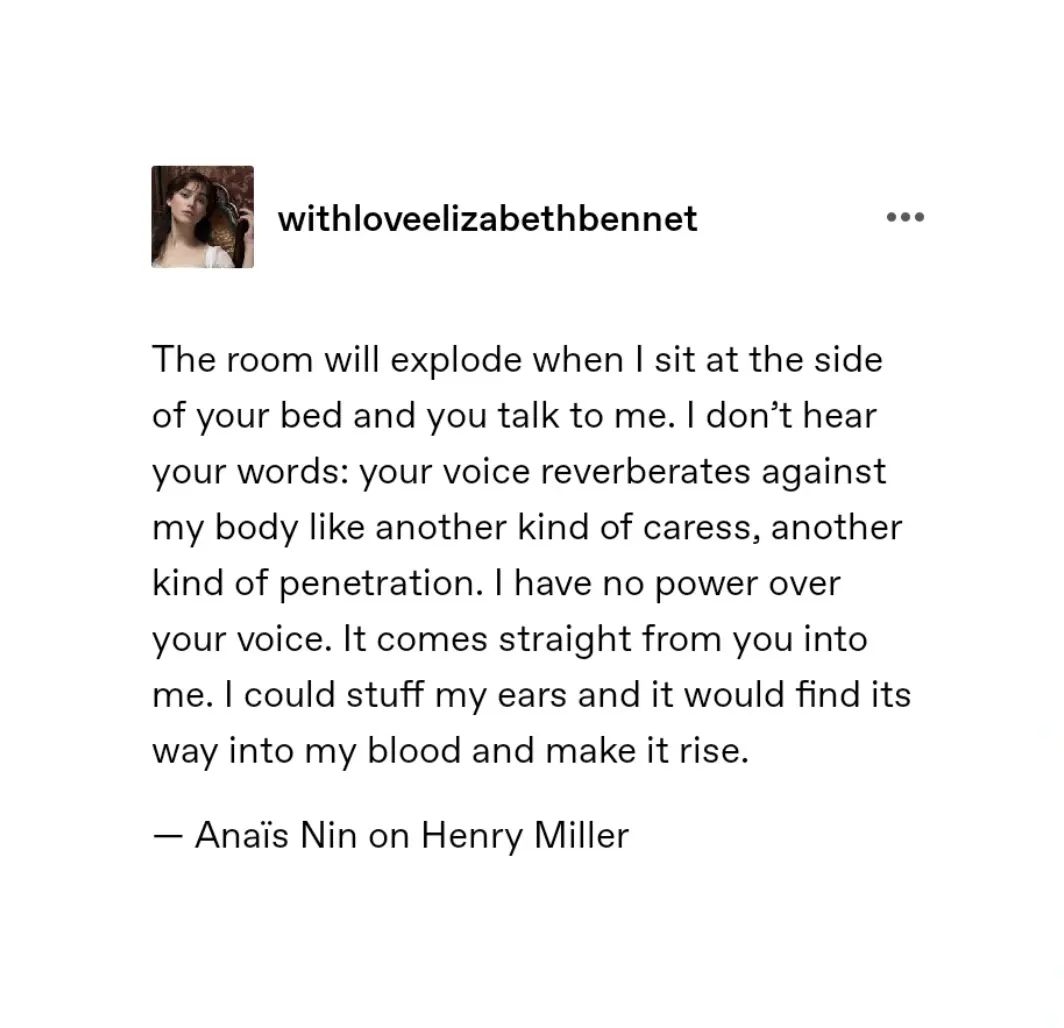 withloveelizabethbennet
The room will explode when I sit at the side
of your bed and you talk to me. I don’t hear
your words: your voice reverberates against
my body like another kind of caress, another
kind of penetration. I have no power over
your voice. It comes straight from you into
me. I could stuff my ears and it would find its
way into my blood and make it rise.
— Anaïs Nin on Henry Miller